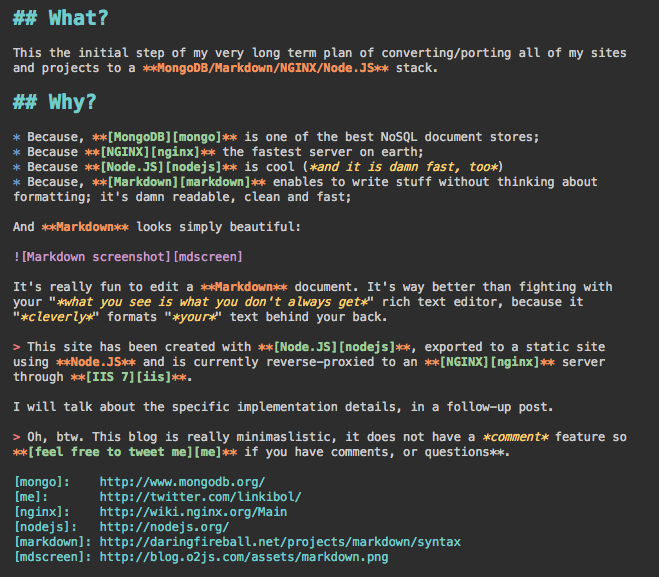 ## What?
This the initial step of my very long term plan of converting/porting all of my sites
and projects to a **MongoDB/Markdown/NGINX/Node.JS** stack.
## Why?
* Because, **[MongoDB][mongo]** is one of the best NoSQL document stores;
* Because **[NGINX][nginx]** the fastest server on earth;
* Because **[Node.JS][nodejs]** is cool (*and it is damn fast, too*)
* Because, **[Markdown][markdown]** enables to write stuff without thinking about
formatting; it's damn readable, clean and fast;
And **Markdown** looks simply beautiful:
![Markdown screenshot][mdscreen]
It's really fun to edit a **Markdown** document. It's way better than fighting with
your "*what you see is what you don't always get*" rich text editor, because it
"*cleverly*" formats "*your*" text behind your back.
> This site has been created with **[Node.JS][nodejs]**, exported to a static site
using **Node.JS** and is currently reverse-proxied to an **[NGINX][nginx]** server
through **[IIS 7][iis]**.
I will talk about the specific implementation details, in a follow-up post.
> Oh, btw. This blog is really minimaslistic, it does not have a *comment* feature so
**[feel free to tweet me][me]** if you have comments, or questions**.
[mongo]:    http://www.mongodb.org/
[me]:       http://twitter.com/linkibol/
[nginx]:    http://wiki.nginx.org/Main
[nodejs]:   http://nodejs.org/
[markdown]: http://daringfireball.net/projects/markdown/syntax
[mdscreen]: http://blog.o2js.com/assets/markdown.png